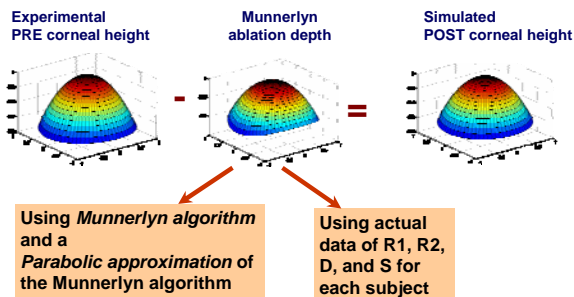 Experimental
PRE corneal height
Munnerlyn
ablation depth
Simulated
POST corneal height
-
=
Using Munnerlyn algorithm
and a
Parabolic approximation of
the Munnerlyn algorithm
Using actual
data of R1, R2,
D, and S for
each subject